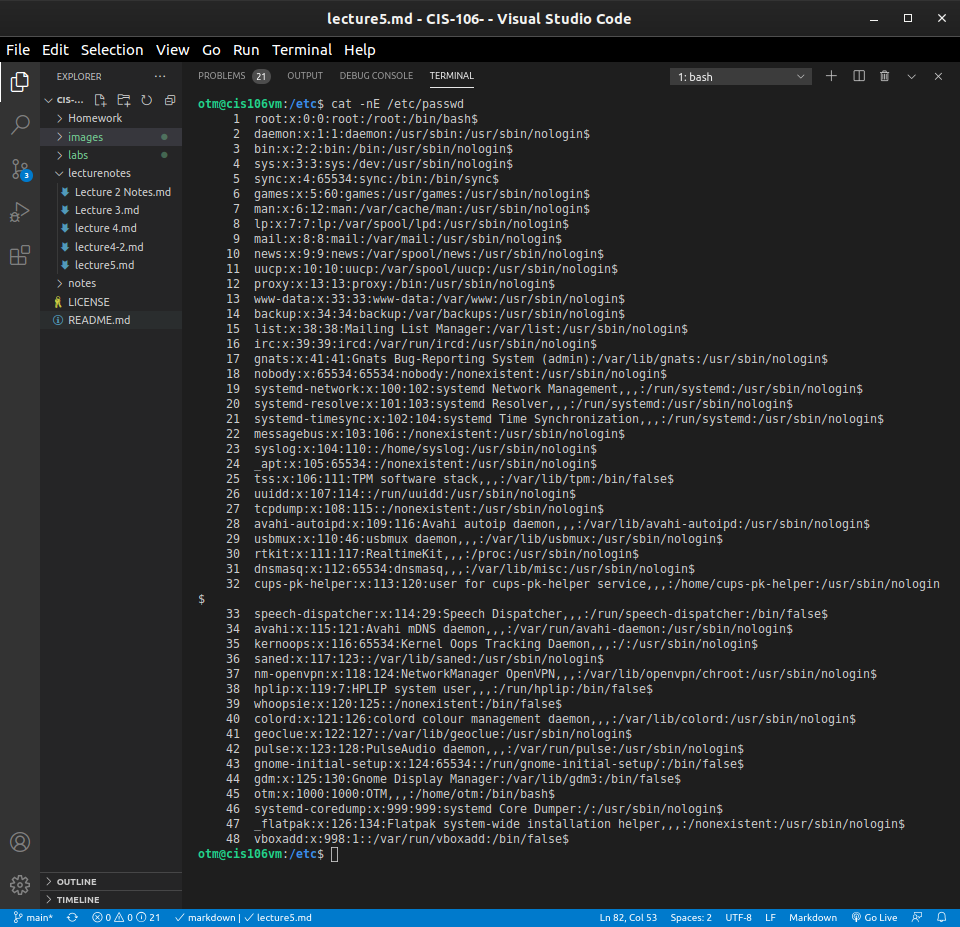 lecture5.md - CIS-106- - Visual Studio Code
File Edit Selection View Go Run Terminal Help
EXPLORER ···
CIS-...
Homework
images
labs
lecturenotes
Lecture 2 Notes.md
Lecture 3.md
lecture 4.md
lecture4-2.md
lecture5.md
notes
LICENSE
README.md
OUTLINE
TIMELINE
3
PROBLEMS 21 OUTPUT DEBUG CONSOLE TERMINAL 1: bash
otm@cis106vm:/etc$ cat -nE /etc/passwd
1 root:x:0:0:root:/root:/bin/bash$
2 daemon:x:1:1:daemon:/usr/sbin:/usr/sbin/nologin$
3 bin:x:2:2:bin:/bin:/usr/sbin/nologin$
4 sys:x:3:3:sys:/dev:/usr/sbin/nologin$
5 sync:x:4:65534:sync:/bin:/bin/sync$
6 games:x:5:60:games:/usr/games:/usr/sbin/nologin$
7 man:x:6:12:man:/var/cache/man:/usr/sbin/nologin$
8 lp:x:7:7:lp:/var/spool/lpd:/usr/sbin/nologin$
9 mail:x:8:8:mail:/var/mail:/usr/sbin/nologin$
10 news:x:9:9:news:/var/spool/news:/usr/sbin/nologin$
11 uucp:x:10:10:uucp:/var/spool/uucp:/usr/sbin/nologin$
12 proxy:x:13:13:proxy:/bin:/usr/sbin/nologin$
13 www-data:x:33:33:www-data:/var/www:/usr/sbin/nologin$
14 backup:x:34:34:backup:/var/backups:/usr/sbin/nologin$
15 list:x:38:38:Mailing List Manager:/var/list:/usr/sbin/nologin$
16 irc:x:39:39:ircd:/var/run/ircd:/usr/sbin/nologin$
17 gnats:x:41:41:Gnats Bug-Reporting System (admin):/var/lib/gnats:/usr/sbin/nologin$
18 nobody:x:65534:65534:nobody:/nonexistent:/usr/sbin/nologin$
19 systemd-network:x:100:102:systemd Network Management,,,:/run/systemd:/usr/sbin/nologin$
20 systemd-resolve:x:101:103:systemd Resolver,,,:/run/systemd:/usr/sbin/nologin$
21 systemd-timesync:x:102:104:systemd Time Synchronization,,,:/run/systemd:/usr/sbin/nologin$
22 messagebus:x:103:106::/nonexistent:/usr/sbin/nologin$
23 syslog:x:104:110::/home/syslog:/usr/sbin/nologin$
24 _apt:x:105:65534::/nonexistent:/usr/sbin/nologin$
25 tss:x:106:111:TPM software stack,,,:/var/lib/tpm:/bin/false$
26 uuidd:x:107:114::/run/uuidd:/usr/sbin/nologin$
27 tcpdump:x:108:115::/nonexistent:/usr/sbin/nologin$
28 avahi-autoipd:x:109:116:Avahi autoip daemon,,,:/var/lib/avahi-autoipd:/usr/sbin/nologin$
29 usbmux:x:110:46:usbmux daemon,,,:/var/lib/usbmux:/usr/sbin/nologin$
30 rtkit:x:111:117:RealtimeKit,,,:/proc:/usr/sbin/nologin$
31 dnsmasq:x:112:65534:dnsmasq,,,:/var/lib/misc:/usr/sbin/nologin$
32 cups-pk-helper:x:113:120:user for cups-pk-helper service,,,:/home/cups-pk-helper:/usr/sbin/nologin
$
33 speech-dispatcher:x:114:29:Speech Dispatcher,,,:/run/speech-dispatcher:/bin/false$
34 avahi:x:115:121:Avahi mDNS daemon,,,:/var/run/avahi-daemon:/usr/sbin/nologin$
35 kernoops:x:116:65534:Kernel Oops Tracking Daemon,,,:/:/usr/sbin/nologin$
36 saned:x:117:123::/var/lib/saned:/usr/sbin/nologin$
37 nm-openvpn:x:118:124:NetworkManager OpenVPN,,,:/var/lib/openvpn/chroot:/usr/sbin/nologin$
38 hplip:x:119:7:HPLIP system user,,,:/run/hplip:/bin/false$
39 whoopsie:x:120:125::/nonexistent:/bin/false$
40 colord:x:121:126:colord colour management daemon,,,:/var/lib/colord:/usr/sbin/nologin$
41 geoclue:x:122:127::/var/lib/geoclue:/usr/sbin/nologin$
42 pulse:x:123:128:PulseAudio daemon,,,:/var/run/pulse:/usr/sbin/nologin$
43 gnome-initial-setup:x:124:65534::/run/gnome-initial-setup/:/bin/false$
44 gdm:x:125:130:Gnome Display Manager:/var/lib/gdm3:/bin/false$
45 otm:x:1000:1000:OTM,,,:/home/otm:/bin/bash$
46 systemd-coredump:x:999:999:systemd Core Dumper:/:/usr/sbin/nologin$
47 _flatpak:x:126:134:Flatpak system-wide installation helper,,,:/nonexistent:/usr/sbin/nologin$
48 vboxadd:x:998:1::/var/run/vboxadd:/bin/false$
otm@cis106vm:/etc$
main* 0 0 21 markdown | lecture5.md Ln 82, Col 53 Spaces: 2 UTF-8 LF Markdown Go Live